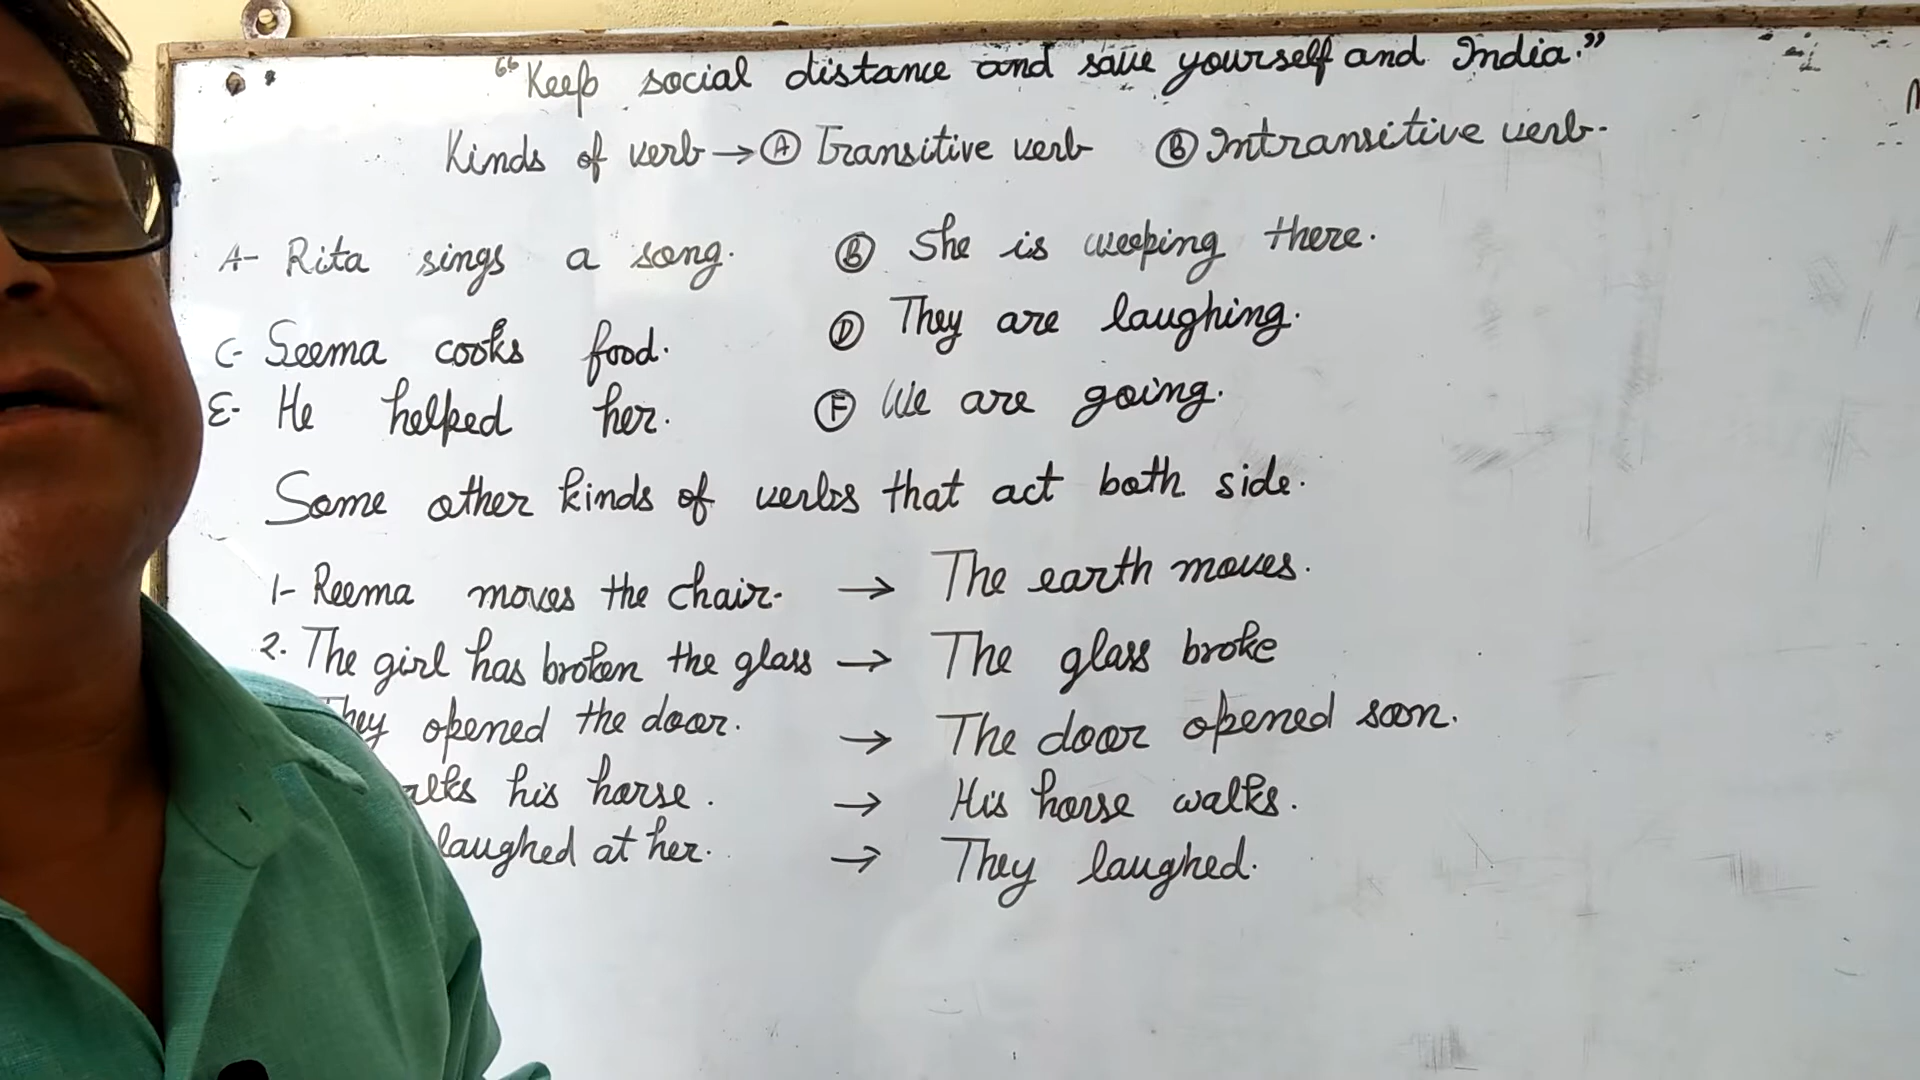 “Keep social distance and save yourself and India.”
Kinds of verb → Ⓐ Transitive verb Ⓑ Intransitive verb.
A- Rita sings a song. Ⓑ She is weeping there.
C- Seema cooks food. Ⓓ They are laughing.
E- He helped her. Ⓕ We are going.
Some other kinds of verbs that act both side.
1- Reema moves the chair. → The earth moves.
2. The girl has broken the glass → The glass broke
They opened the door. → The door opened soon.
his horse. → His horse walks.
laughed at her. → They laughed.